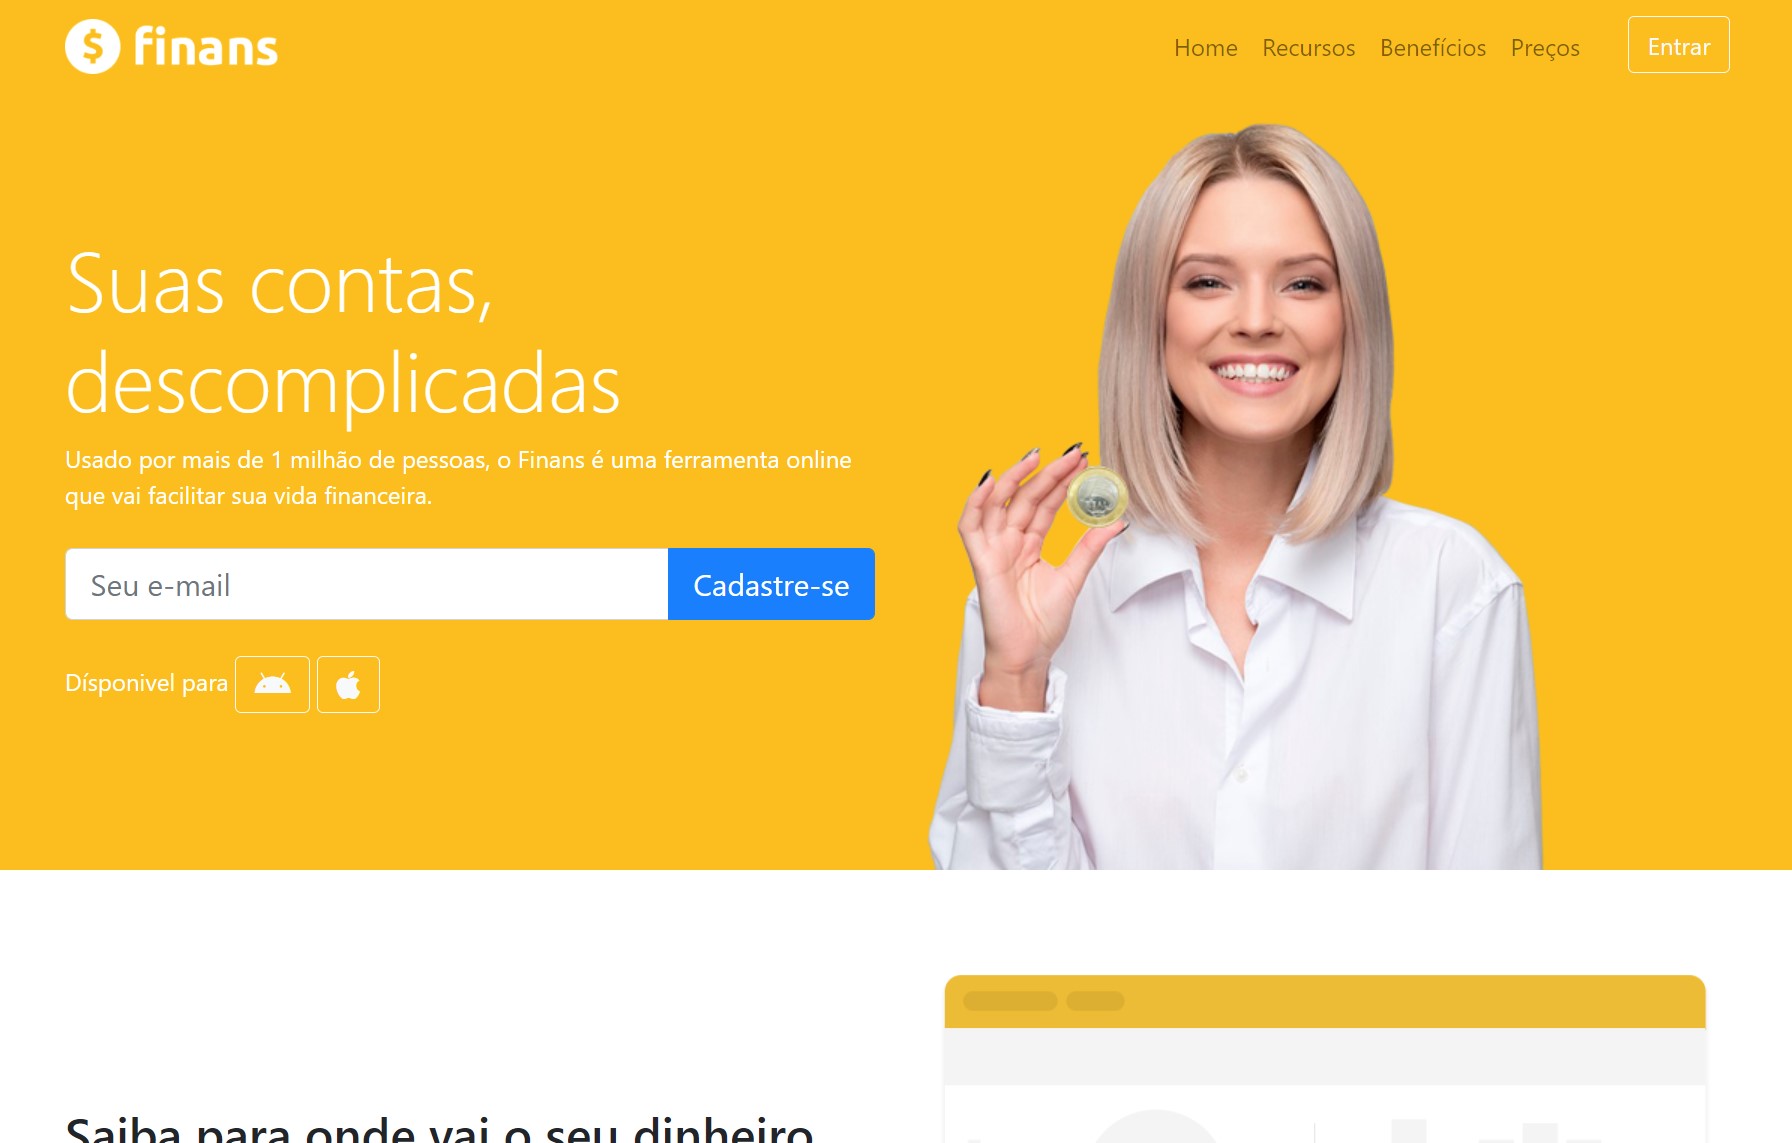 finans
Home Recursos Benefícios Preços Entrar
Suas contas,
descomplicadas
Usado por mais de 1 milhão de pessoas, o Finans é uma ferramenta online
que vai facilitar sua vida financeira.
Seu e-mail Cadastre-se
Dísponivel para
Saiba para onde vai o seu dinheiro